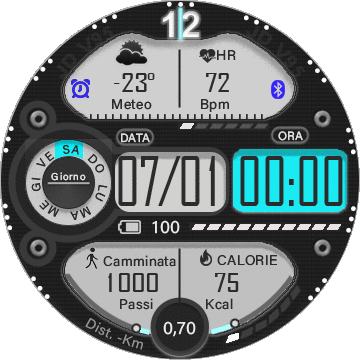 12
HR
-23°
72
Meteo
Bpm
DATA
ORA
VE SA DO LU MA ME GI
Giorno
07/01
00:00
100
Camminata
CALORIE
1000
75
Passi
Kcal
0,70
Dist. -Km